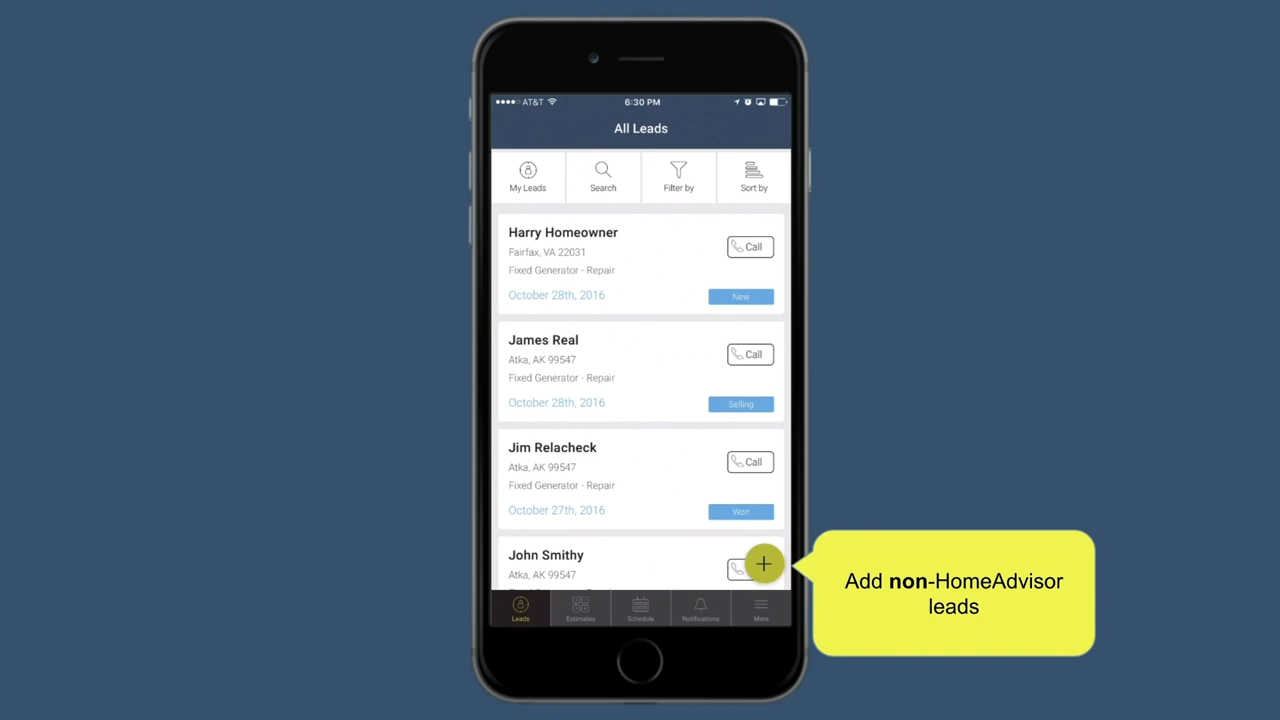 AT&T 6:30 PM
All Leads
My Leads Search Filter by Sort by
Harry Homeowner
Fairfax, VA 22031
Call
Fixed Generator - Repair
October 28th, 2016
New
James Real
Atka, AK 99547
Call
Fixed Generator - Repair
October 28th, 2016
Selling
Jim Relacheck
Atka, AK 99547
Call
Fixed Generator - Repair
October 27th, 2016
Won
John Smithy
Atka, AK 99547
+
Add non-HomeAdvisor
leads
Leads Estimates Schedule Notifications More